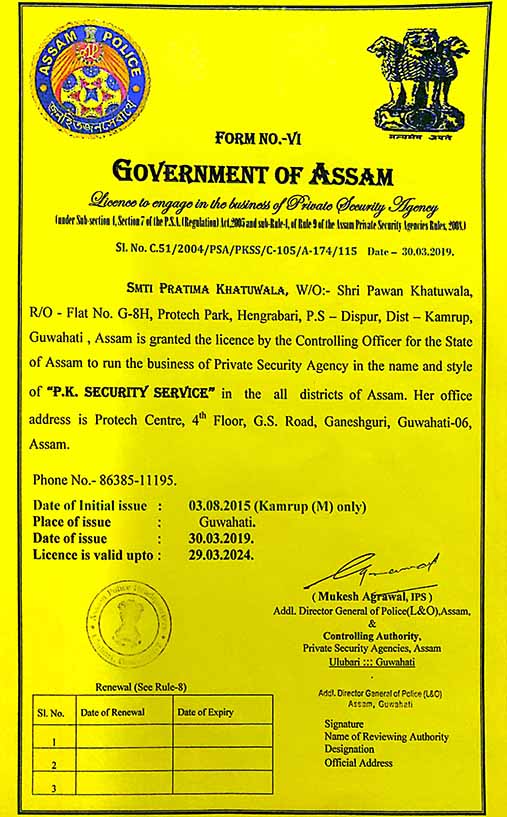 ASSAM POLICE
सत्यमेव जयते
FORM NO.-VI
GOVERNMENT OF ASSAM
Licence to engage in the business of Private Security Agency
(under Sub-section 4, Section 7 of the P.S.A. (Regulation) Act,2005 and sub-Rule-4, of Rule 9 of the Assam Private Security Agencies Rules, 2008.)
Sl. No. C.51/2004/PSA/PKSS/C-105/A-174/115 Date – 30.03.2019.
SMTI PRATIMA KHATUWALA, W/O:- Shri Pawan Khatuwala,
R/O - Flat No. G-8H, Protech Park, Hengrabari, P.S – Dispur, Dist – Kamrup,
Guwahati , Assam is granted the licence by the Controlling Officer for the State
of Assam to run the business of Private Security Agency in the name and style
of "P.K. SECURITY SERVICE" in the all districts of Assam. Her office
address is Protech Centre, 4th Floor, G.S. Road, Ganeshguri, Guwahati-06,
Assam.
Phone No.- 86385-11195.
Date of Initial issue : 03.08.2015 (Kamrup (M) only)
Place of issue : Guwahati.
Date of issue : 30.03.2019.
Licence is valid upto : 29.03.2024.
( Mukesh Agrawal, IPS )
Addl. Director General of Police(L&O),Assam,
&
Controlling Authority,
Private Security Agencies, Assam
Ulubari ::: Guwahati
Addl. Director General of Police (L&O)
Assam, Guwahati
Renewal (See Rule-8)
Sl. No. Date of Renewal Date of Expiry
1
2
3
Signature
Name of Reviewing Authority
Designation
Official Address